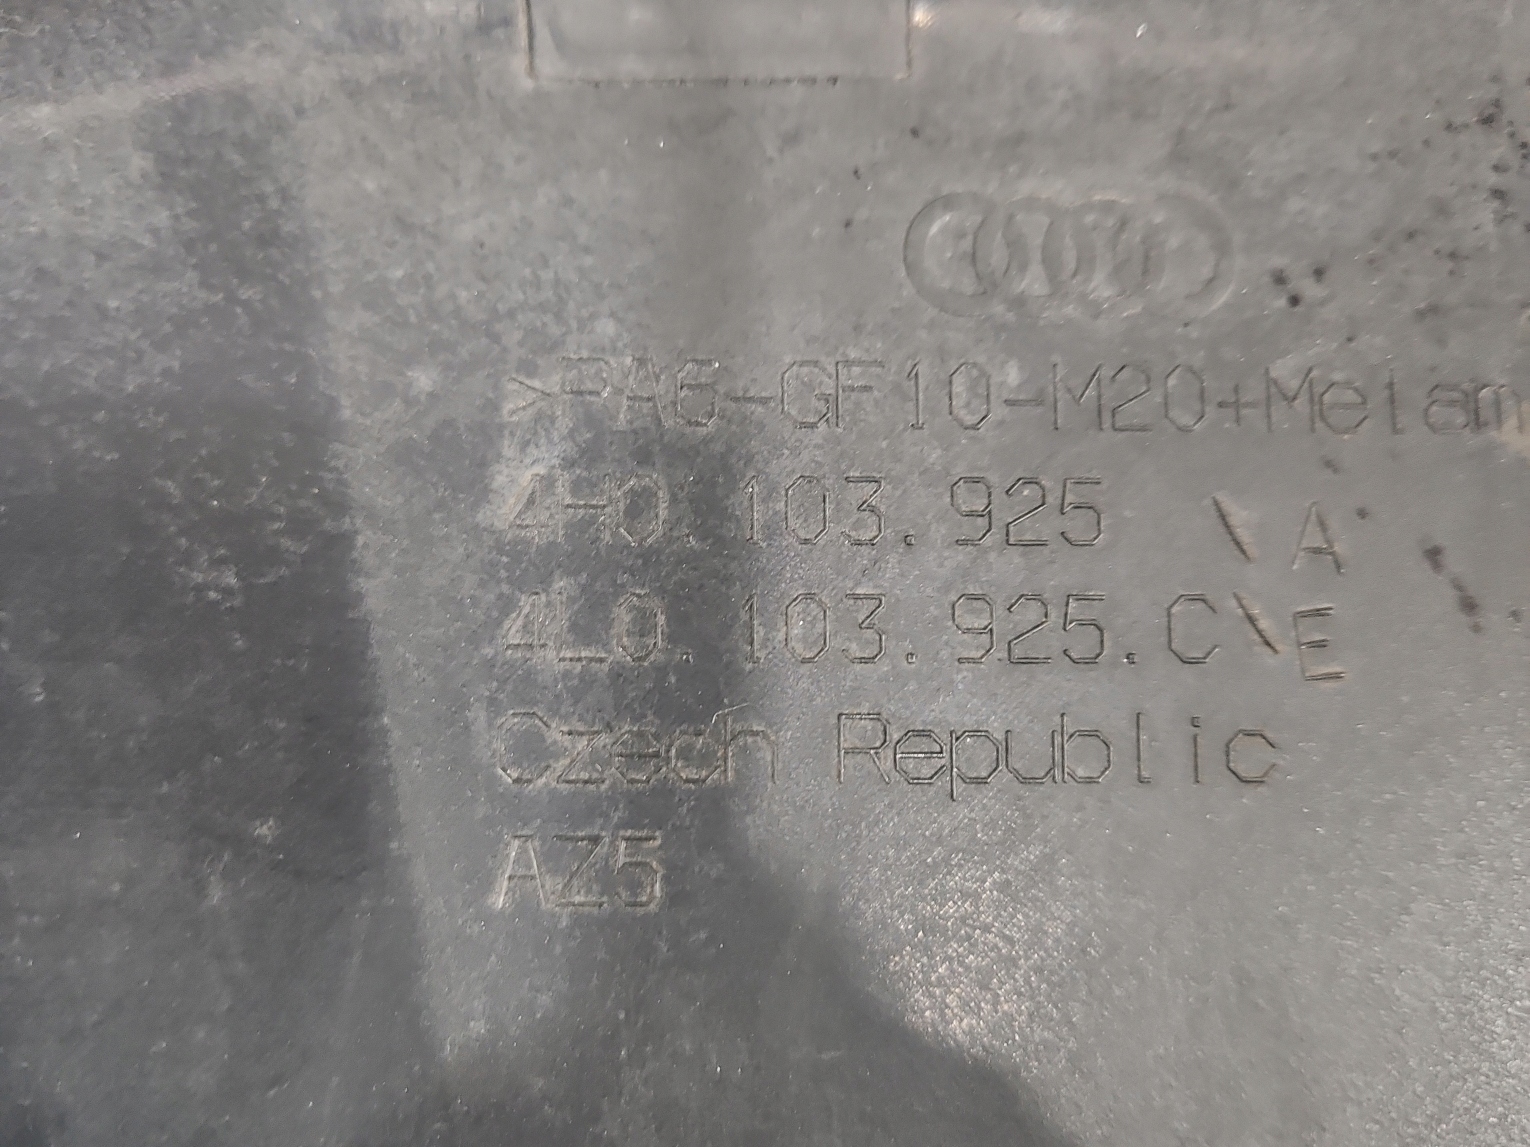 >PA6-GF10-M20+Melam
4H0.103.925 \ A
4L0.103.925.C \ E
Czech Republic
AZ5